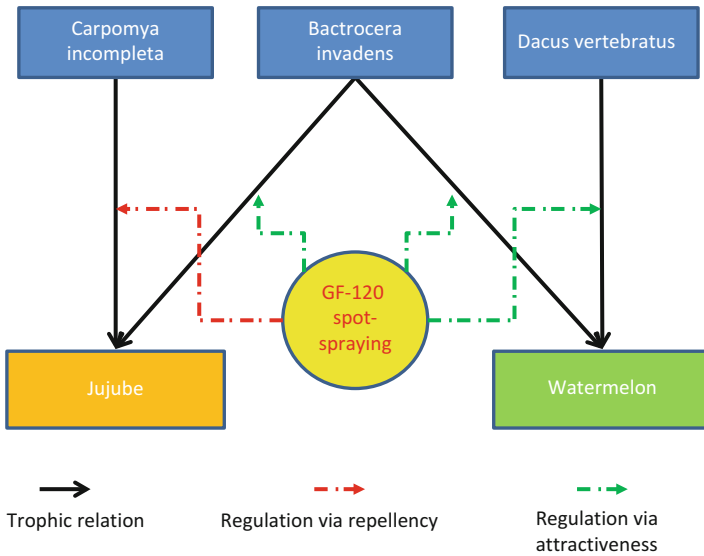 Carpomya
incompleta
Bactrocera
invadens
Dacus vertebratus
GF-120
spot-
spraying
Jujube
Watermelon
Trophic relation
Regulation via repellency
Regulation via
attractiveness